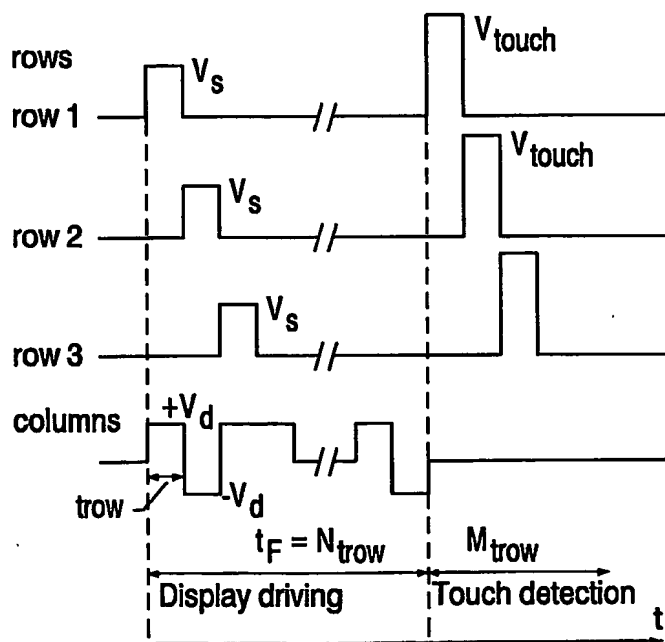 rows
V_s
V_touch
row 1
V_touch
V_s
row 2
V_s
row 3
columns
+V_d
trow
-V_d
t_F = N_trow
M_trow
Display driving
Touch detection
t